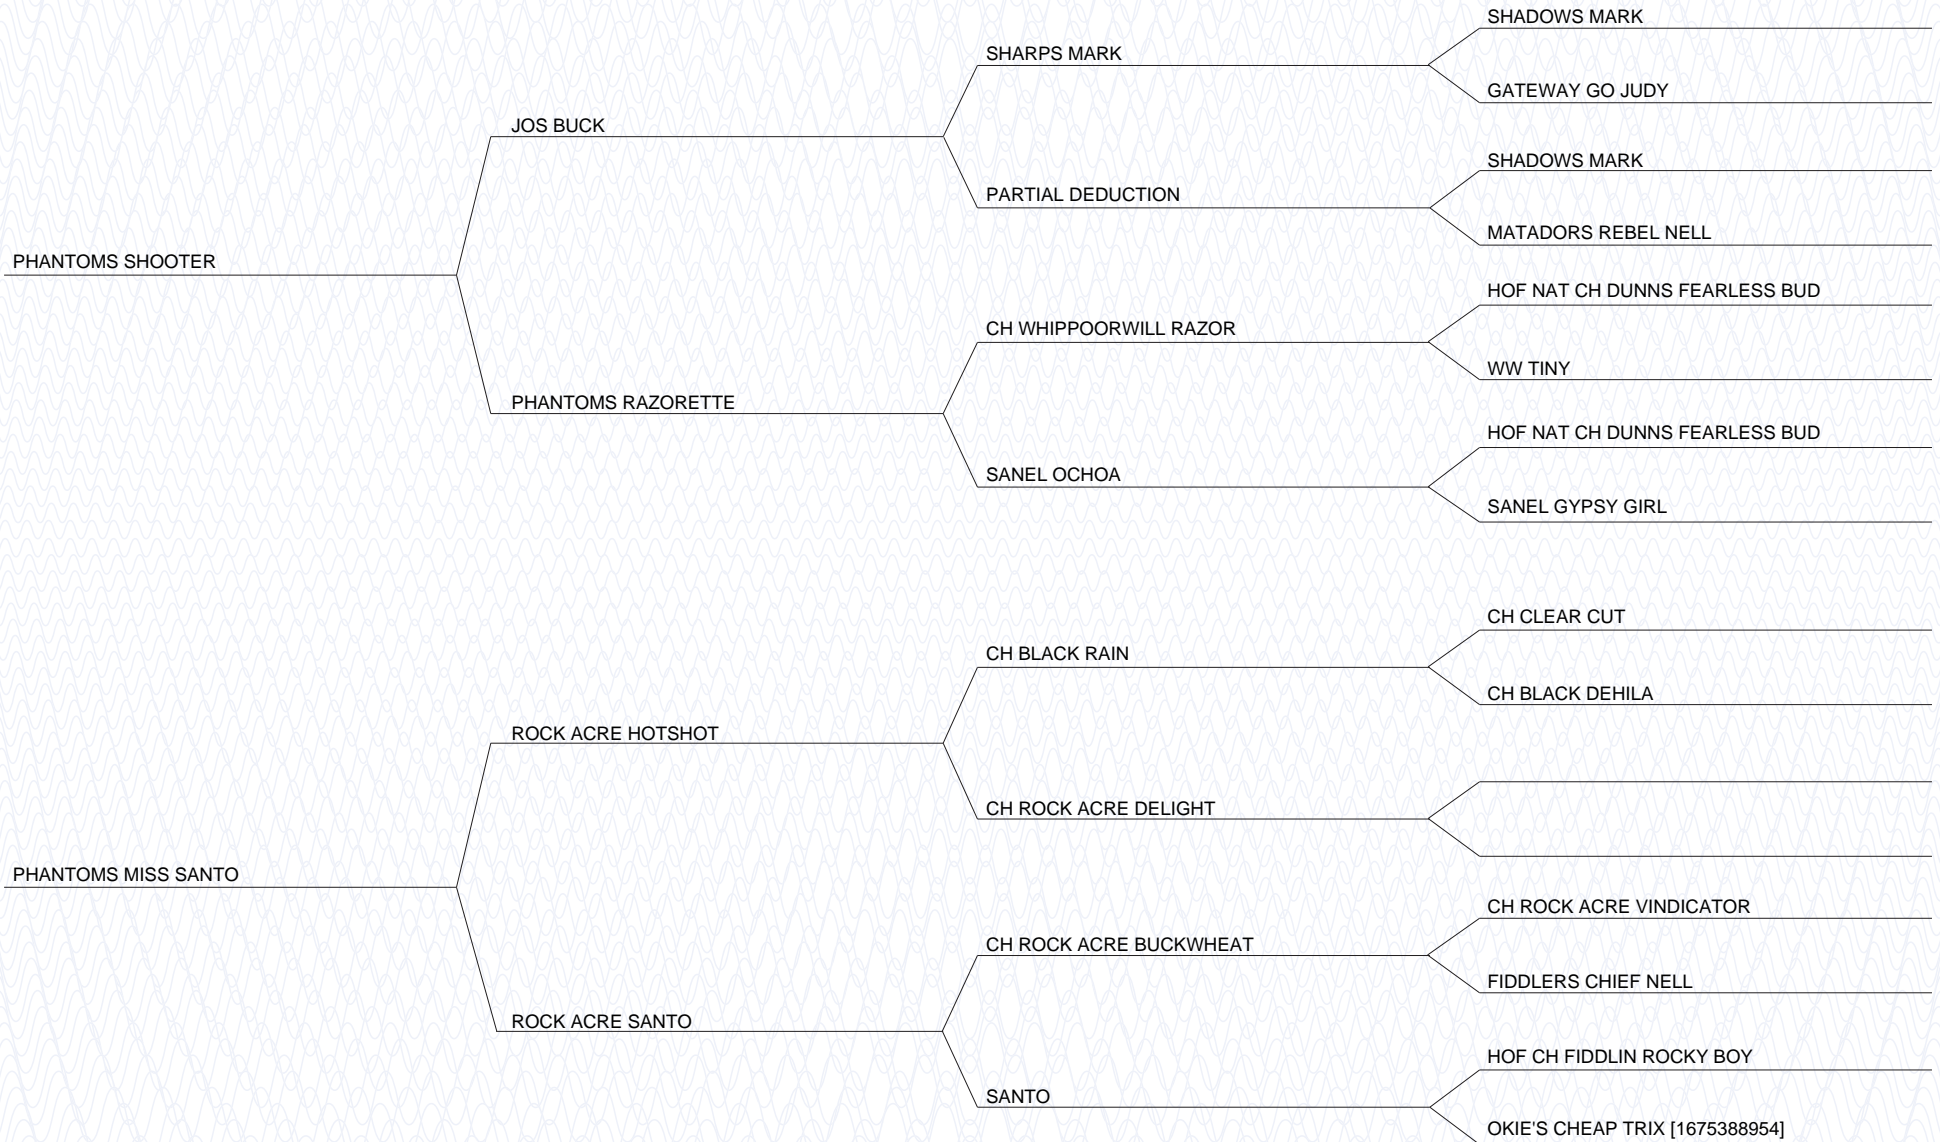 SHADOWS MARK
SHARPS MARK
GATEWAY GO JUDY
JOS BUCK
SHADOWS MARK
PARTIAL DEDUCTION
MATADORS REBEL NELL
PHANTOMS SHOOTER
HOF NAT CH DUNNS FEARLESS BUD
CH WHIPPOORWILL RAZOR
WW TINY
PHANTOMS RAZORETTE
HOF NAT CH DUNNS FEARLESS BUD
SANEL OCHOA
SANEL GYPSY GIRL
CH CLEAR CUT
CH BLACK RAIN
CH BLACK DEHILA
ROCK ACRE HOTSHOT
CH ROCK ACRE DELIGHT
PHANTOMS MISS SANTO
CH ROCK ACRE VINDICATOR
CH ROCK ACRE BUCKWHEAT
FIDDLERS CHIEF NELL
ROCK ACRE SANTO
HOF CH FIDDLIN ROCKY BOY
SANTO
OKIE'S CHEAP TRIX [1675388954]